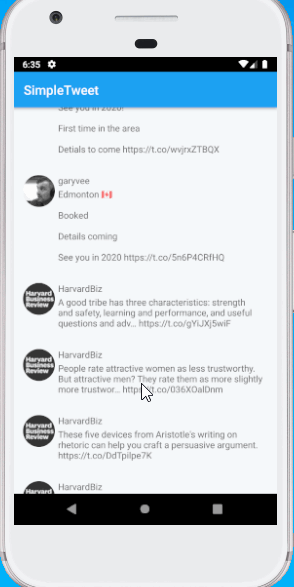 6:35
SimpleTweet
See you in 2020!
First time in the area
Detials to come https://t.co/wvjrxZTBQX
garyvee
Edmonton 🇨🇦
Booked
Details coming
See you in 2020 https://t.co/5n6P4CRfHQ
Harvard
Business
Review
HarvardBiz
A good tribe has three characteristics: strength
and safety, learning and performance, and useful
questions and adv... https://t.co/gYiJXj5wiF
Harvard
Business
Review
HarvardBiz
People rate attractive women as less trustworthy.
But attractive men? They rate them as more slightly
more trustwor... https://t.co/036XOaIDnm
Harvard
Business
Review
HarvardBiz
These five devices from Aristotle's writing on
rhetoric can help you craft a persuasive argument.
https://t.co/DdTpiIpe7K
Harvard
HarvardBiz